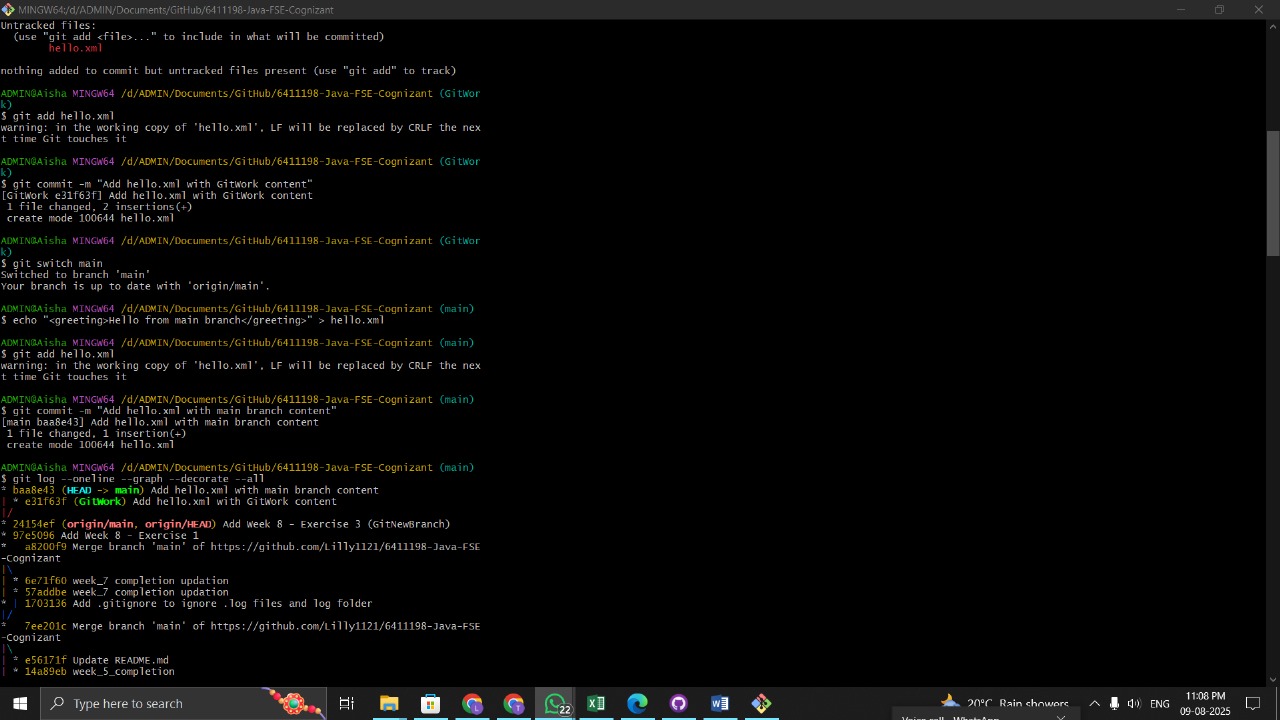 MINGW64:/d/ADMIN/Documents/GitHub/6411198-Java-FSE-Cognizant
Untracked files:
  (use "git add <file>..." to include in what will be committed)
        hello.xml
nothing added to commit but untracked files present (use "git add" to track)
ADMIN@Aisha MINGW64 /d/ADMIN/Documents/GitHub/6411198-Java-FSE-Cognizant (GitWor
k)
$ git add hello.xml
warning: in the working copy of 'hello.xml', LF will be replaced by CRLF the nex
t time Git touches it
ADMIN@Aisha MINGW64 /d/ADMIN/Documents/GitHub/6411198-Java-FSE-Cognizant (GitWor
k)
$ git commit -m "Add hello.xml with GitWork content"
[GitWork e31f63f] Add hello.xml with GitWork content
 1 file changed, 2 insertions(+)
 create mode 100644 hello.xml
ADMIN@Aisha MINGW64 /d/ADMIN/Documents/GitHub/6411198-Java-FSE-Cognizant (GitWor
k)
$ git switch main
Switched to branch 'main'
Your branch is up to date with 'origin/main'.
ADMIN@Aisha MINGW64 /d/ADMIN/Documents/GitHub/6411198-Java-FSE-Cognizant (main)
$ echo "<greeting>Hello from main branch</greeting>" > hello.xml
ADMIN@Aisha MINGW64 /d/ADMIN/Documents/GitHub/6411198-Java-FSE-Cognizant (main)
$ git add hello.xml
warning: in the working copy of 'hello.xml', LF will be replaced by CRLF the nex
t time Git touches it
ADMIN@Aisha MINGW64 /d/ADMIN/Documents/GitHub/6411198-Java-FSE-Cognizant (main)
$ git commit -m "Add hello.xml with main branch content"
[main baa8e43] Add hello.xml with main branch content
 1 file changed, 1 insertion(+)
 create mode 100644 hello.xml
ADMIN@Aisha MINGW64 /d/ADMIN/Documents/GitHub/6411198-Java-FSE-Cognizant (main)
$ git log --oneline --graph --decorate --all
* baa8e43 (HEAD -> main) Add hello.xml with main branch content
| * e31f63f (GitWork) Add hello.xml with GitWork content
|/
* 24154ef (origin/main, origin/HEAD) Add Week 8 - Exercise 3 (GitNewBranch)
* 97e5096 Add Week 8 - Exercise 1
*   a8200f9 Merge branch 'main' of https://github.com/Lilly1121/6411198-Java-FSE
-Cognizant
|\
| * 6e71f60 week_7 completion updation
| * 57addbe week_7 completion updation
* | 1703136 Add .gitignore to ignore .log files and log folder
|/
*   7ee201c Merge branch 'main' of https://github.com/Lilly1121/6411198-Java-FSE
-Cognizant
|\
| * e56171f Update README.md
| * 14a89eb week_5_completion
Type here to search
22
20°C Rain showers
ENG
11:08 PM
09-08-2025
Voice call - WhatsApp